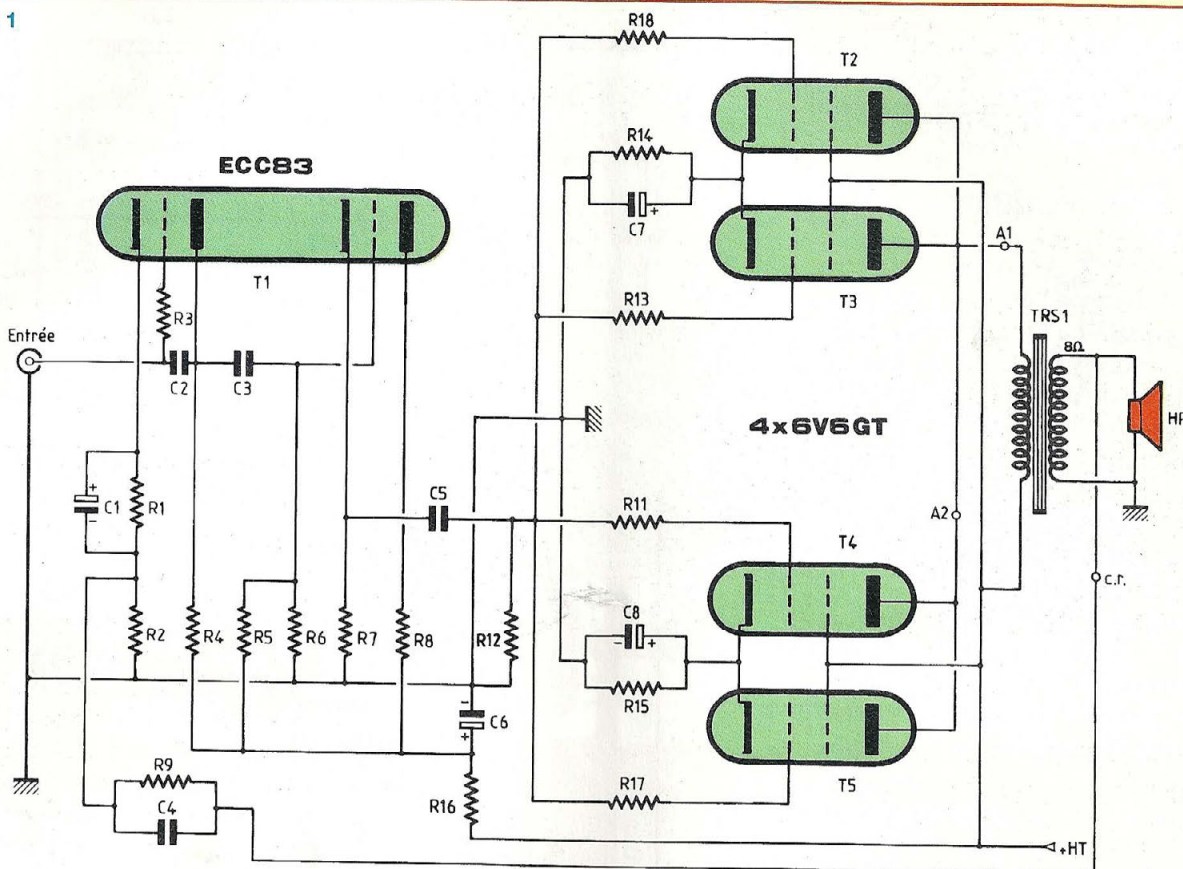 1
R18
T2
R14
C7
+
ECC83
T3
A1
T1
R13
TRS1
R3
Entrée
8Ω
C2
C3
4x6V6GT
HP
+
C1
R1
-
C5
R11
A2
T4
c.r.
C8
-
+
R2
R4
R5
R6
R7
R8
R12
R15
-
C6
+
T5
R9
R17
C4
R16
+HT